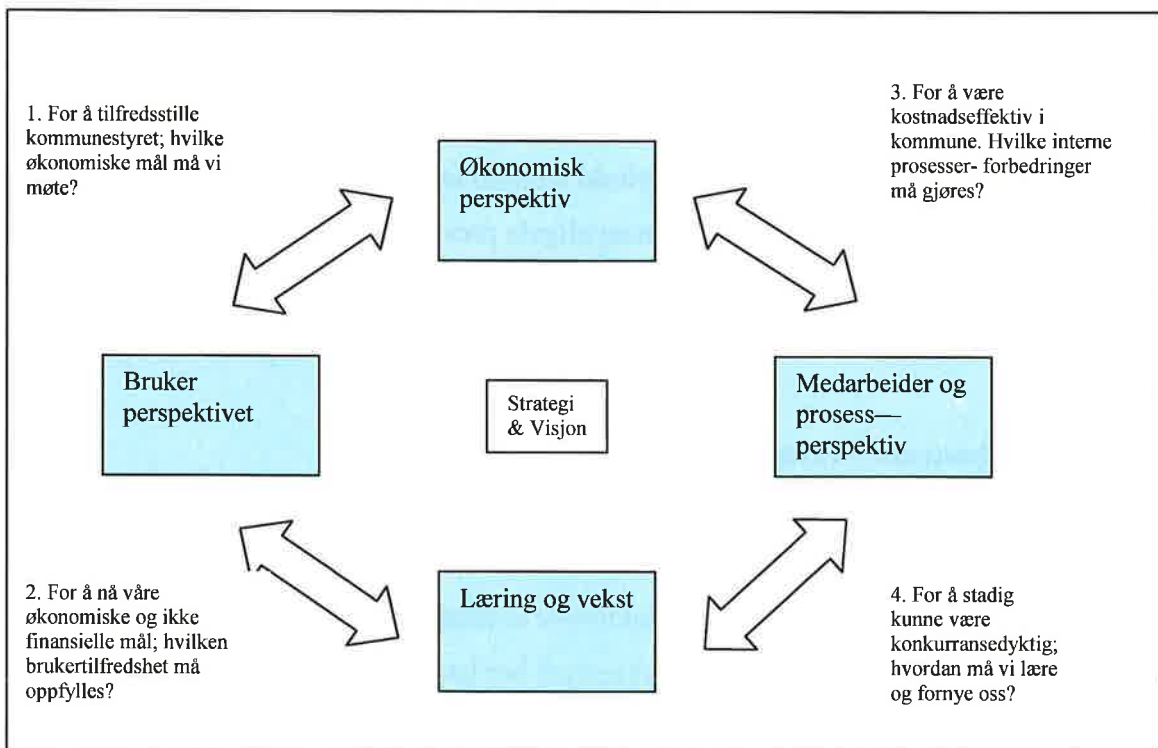 1. For å tilfredsstille
kommunestyret; hvilke
økonomiske mål må vi
møte?
Økonomisk
perspektiv
3. For å være
kostnadseffektiv i
kommune. Hvilke interne
prosesser- forbedringer
må gjøres?
Bruker
perspektivet
Strategi
& Visjon
Medarbeider og
prosess—
perspektiv
2. For å nå våre
økonomiske og ikke
finansielle mål; hvilken
brukertilfredshet må
oppfylles?
Læring og vekst
4. For å stadig
kunne være
konkurransedyktig;
hvordan må vi lære
og fornye oss?